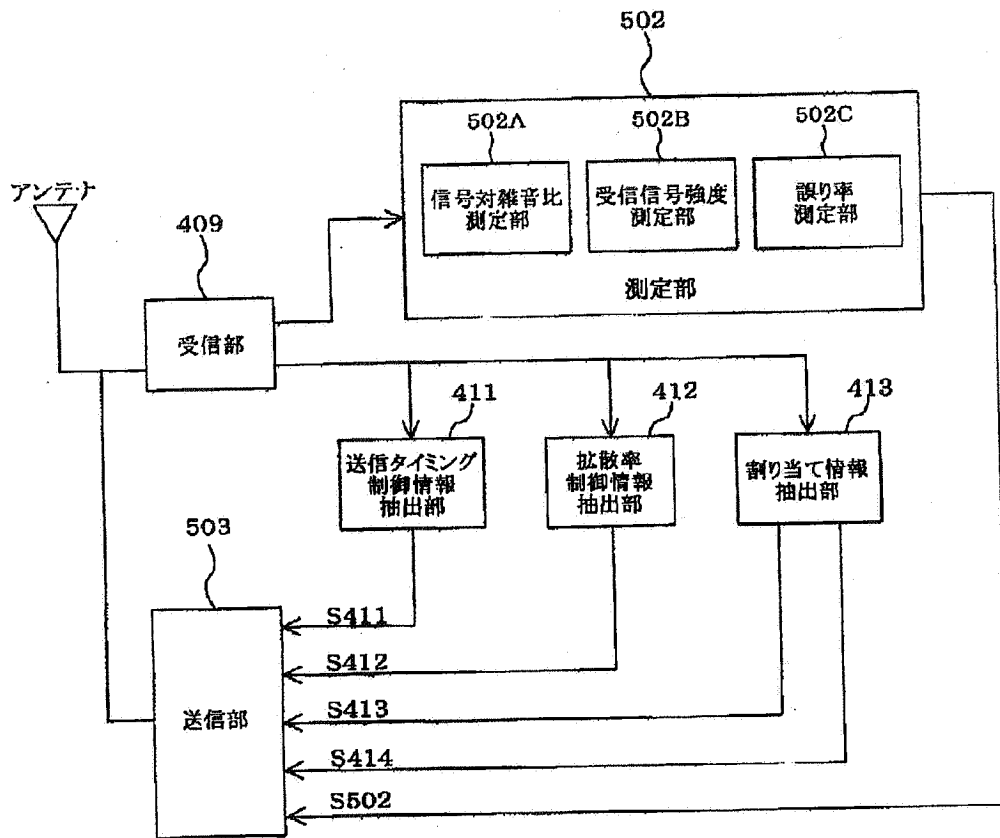 502
502A
502B
502C
信号対雑音比
測定部
受信信号強度
測定部
誤り率
測定部
測定部
アンテナ
409
受信部
411
412
413
送信タイミング
制御情報
抽出部
拡散率
制御情報
抽出部
割り当て情報
抽出部
503
送信部
S411
S412
S413
S414
S502